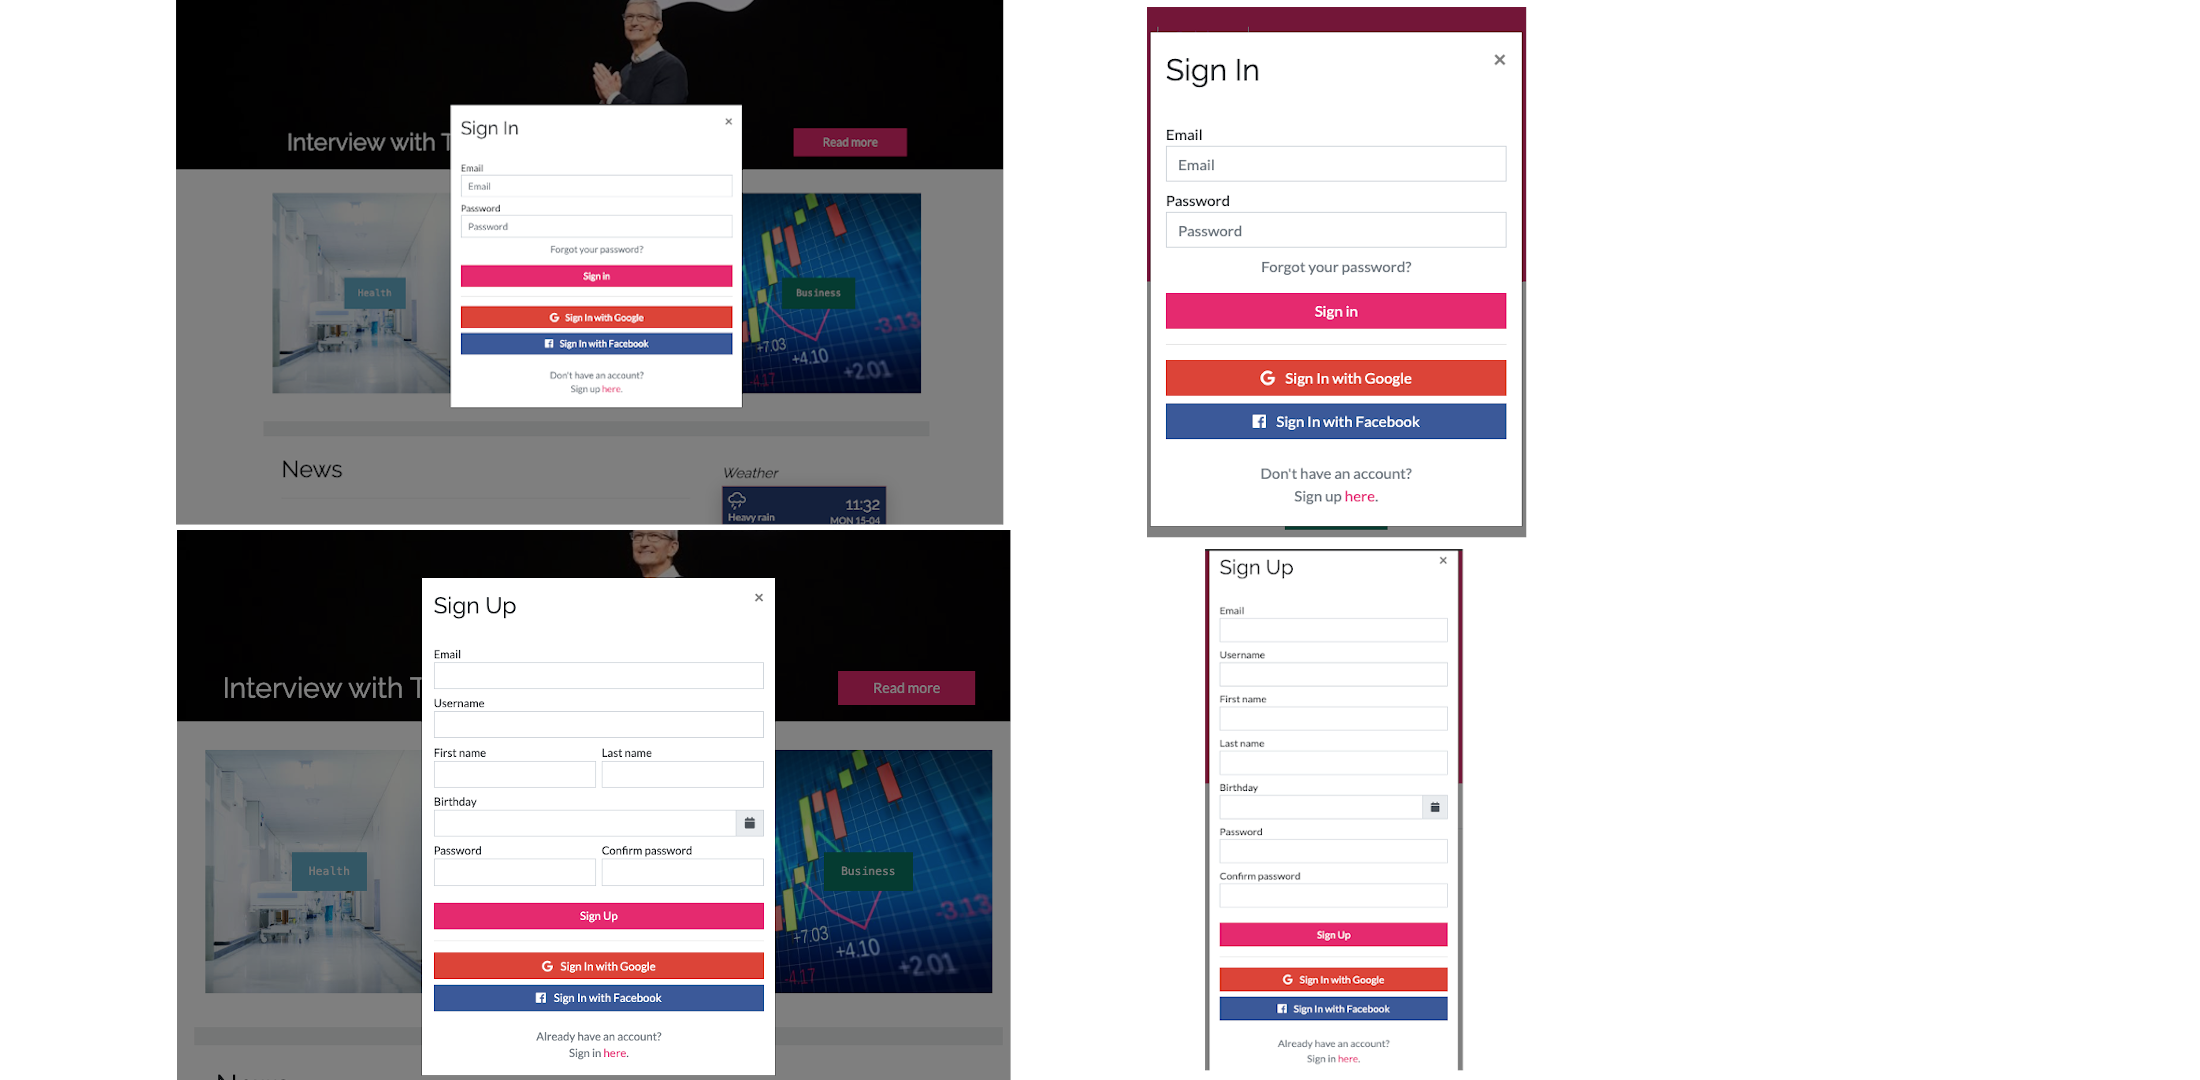 Sign In
×
Interview with T
Read more
Email
Email
Password
Password
Forgot your password?
Sign in
Health
Business
Sign In with Google
Sign In with Facebook
-3.13
+7.03
+4.10
+2.01
4.17
Don't have an account?
Sign up here.
News
Weather
11:32
Heavy rain
MON 15-04
Sign In
×
Email
Email
Password
Password
Forgot your password?
Sign in
Sign In with Google
Sign In with Facebook
Don't have an account?
Sign up here.
Sign Up
×
Email
Interview with T
Read more
Username
First name Last name
Birthday
Password Confirm password
Health
Business
Sign Up
-3.13
+7.03
+4.10
+2.01
-4.17
Sign In with Google
Sign In with Facebook
Already have an account?
Sign in here.
Sign Up
×
Email
Username
First name
Last name
Birthday
Password
Confirm password
Sign Up
Sign In with Google
Sign In with Facebook
Already have an account?
Sign in here.